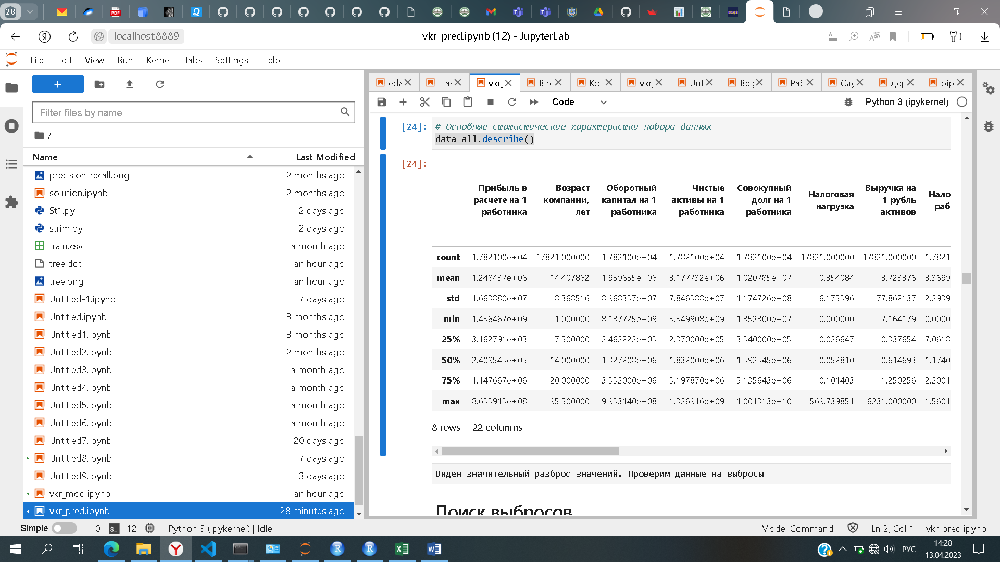 28
localhost:8889
vkr_pred.ipynb (12) - JupyterLab
File Edit View Run Kernel Tabs Settings Help
+
Filter files by name
/
Name Last Modified
precision_recall.png 2 months ago
solution.ipynb 2 months ago
St1.py 2 days ago
strim.py 2 days ago
train.csv a month ago
tree.dot an hour ago
tree.png an hour ago
Untitled-1.ipynb 7 days ago
Untitled.ipynb 3 months ago
Untitled1.ipynb 3 months ago
Untitled2.ipynb 2 months ago
Untitled3.ipynb a month ago
Untitled4.ipynb a month ago
Untitled5.ipynb a month ago
Untitled6.ipynb a month ago
Untitled7.ipynb 20 days ago
Untitled8.ipynb 7 days ago
Untitled9.ipynb 3 days ago
vkr_mod.ipynb an hour ago
vkr_pred.ipynb 28 minutes ago
eda Flas vkr_ Birc Kor vkr_ Unt Belg Раб Слу Дер pip
Code Python 3 (ipykernel)
[24]: # Основные статистические характеристки набора данных
data_all.describe()
[24]:
Прибыль в расчете на 1 работника Возраст компании, лет Оборотный капитал на 1 работника Чистые активы на 1 работника Совокупный долг на 1 работника Налоговая нагрузка Выручка на 1 рубль активов Нало раб
count 1.782100e+04 17821.000000 1.782100e+04 1.782100e+04 1.782100e+04 17821.000000 17821.000000 1.7821
mean 1.248437e+06 14.407862 1.959655e+06 3.177732e+06 1.020785e+07 0.354084 3.723376 3.3699
std 1.663880e+07 8.368516 8.968357e+07 7.846588e+07 1.174726e+08 6.175596 77.862137 2.2939
min -1.456467e+09 1.000000 -8.137725e+09 -5.549908e+09 -1.352300e+07 0.000000 -7.164179 0.0000
25% 3.162791e+03 7.500000 2.462222e+05 2.370000e+05 3.540000e+05 0.026647 0.337654 7.0618
50% 2.409545e+05 14.000000 1.327208e+06 1.832000e+06 1.592545e+06 0.052810 0.614693 1.1740
75% 1.147667e+06 20.000000 3.552000e+06 5.197870e+06 5.135643e+06 0.101403 1.250256 2.2001
max 8.655915e+08 95.500000 9.953140e+08 1.326916e+09 1.001313e+10 569.739851 6231.000000 1.5601
8 rows × 22 columns
Виден значительный разброс значений. Проверим данные на выбросы
Поиск выбросов
Simple 0 12 Python 3 (ipykernel) | Idle Mode: Command Ln 2, Col 1 vkr_pred.ipynb
РУС
14:28
13.04.2023